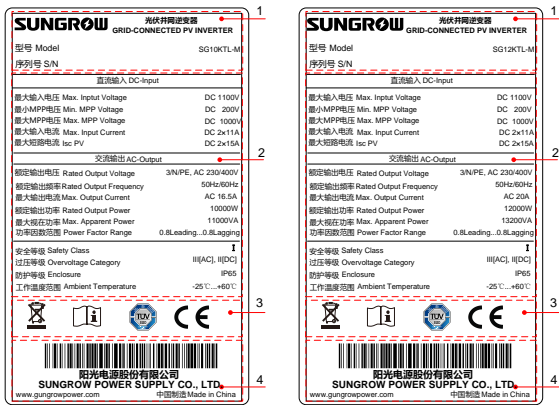 SUNGROW
光伏并网逆变器
GRID-CONNECTED PV INVERTER
型号 Model SG10KTL-M
序列号 S/N
直流输入 DC-Input
最大输入电压 Max. Intput Voltage DC 1100V
最小MPP电压 Min. MPP Voltage DC 200V
最大MPP电压 Max. MPP Voltage DC 1000V
最大输入电流 Max. Input Current DC 2x11A
最大短路电流 Isc PV DC 2x15A
交流输出 AC-Output
额定输出电压 Rated Output Voltage 3/N/PE, AC 230/400V
额定输出频率 Rated Output Frequency 50Hz/60Hz
最大输出电流 Max. Output Current AC 16.5A
额定输出功率 Rated Output Power 10000W
最大视在功率 Max. Apparent Power 11000VA
功率因数范围 Power Factor Range 0.8Leading...0.8Lagging
安全等级 Safety Class I
过压等级 Overvoltage Category III[AC], II[DC]
防护等级 Enclosure IP65
工作温度范围 Ambient Temperature -25℃...+60℃
TÜV
CE
阳光电源股份有限公司
SUNGROW POWER SUPPLY CO., LTD.
www.gungrowpower.com 中国制造 Made in China
1
2
3
4
SUNGROW
光伏并网逆变器
GRID-CONNECTED PV INVERTER
型号 Model SG12KTL-M
序列号 S/N
直流输入 DC-Input
最大输入电压 Max. Intput Voltage DC 1100V
最小MPP电压 Min. MPP Voltage DC 200V
最大MPP电压 Max. MPP Voltage DC 1000V
最大输入电流 Max. Input Current DC 2x11A
最大短路电流 Isc PV DC 2x15A
交流输出 AC-Output
额定输出电压 Rated Output Voltage 3/N/PE, AC 230/400V
额定输出频率 Rated Output Frequency 50Hz/60Hz
最大输出电流 Max. Output Current AC 20A
额定输出功率 Rated Output Power 12000W
最大视在功率 Max. Apparent Power 13200VA
功率因数范围 Power Factor Range 0.8Leading...0.8Lagging
安全等级 Safety Class I
过压等级 Overvoltage Category III[AC], II[DC]
防护等级 Enclosure IP65
工作温度范围 Ambient Temperature -25℃...+60℃
TÜV
CE
阳光电源股份有限公司
SUNGROW POWER SUPPLY CO., LTD.
www.gungrowpower.com 中国制造 Made in China
1
2
3
4